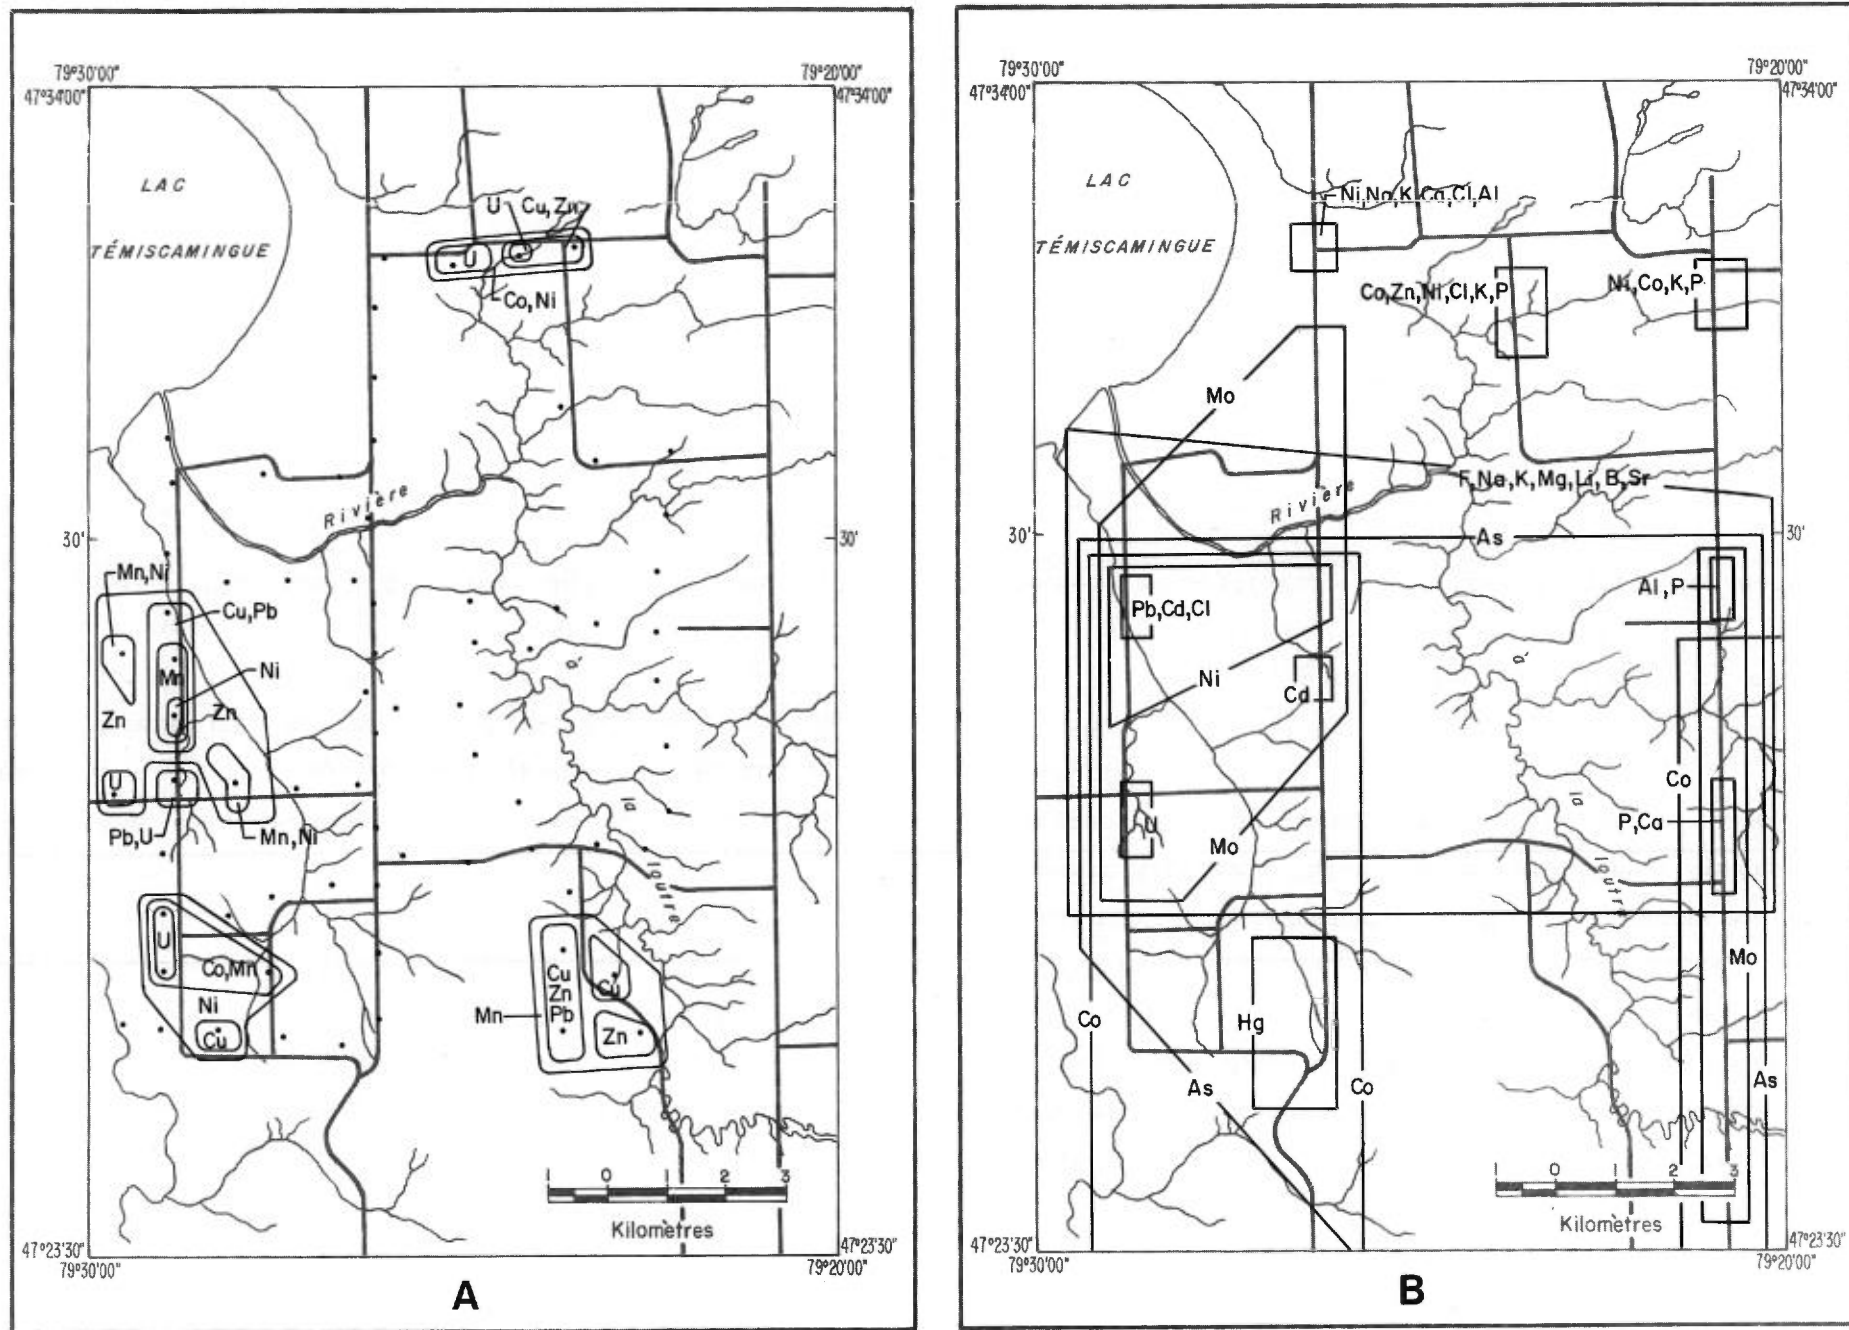 79°30'00"
79°20'00"
47°34'00"
47°34'00"
LAC
TÉMISCAMINGUE
U
Cu,Zn
U
Co,Ni
Rivière
30'
30'
Mn,Ni
Cu,Pb
Mn
Ni
Zn
Zn
à
U
la
Pb,U
Mn,Ni
loutre
U
Co,Mn
Ni
Cu
Cu
Zn
Pb
Mn
Cu
Zn
1 0 1 2 3
Kilomètres
47°23'30"
47°23'30"
79°30'00"
79°20'00"
A
79°30'00"
79°20'00"
47°34'00"
47°34'00"
LAC
TÉMISCAMINGUE
Ni,Na,K,Ca,Cl,Al
Co,Zn,Ni,Cl,K,P
Ni,Co,K,P
Mo
F,Na,K,Mg,Li,B,Sr
Rivière
30'
30'
As
Pb,Cd,Cl
Al,P
à
Ni
Cd
Co
la
U
P,Ca
Mo
loutre
Mo
Co
Hg
As
Co
As
1 0 1 2 3
Kilomètres
47°23'30"
47°23'30"
79°30'00"
79°20'00"
B